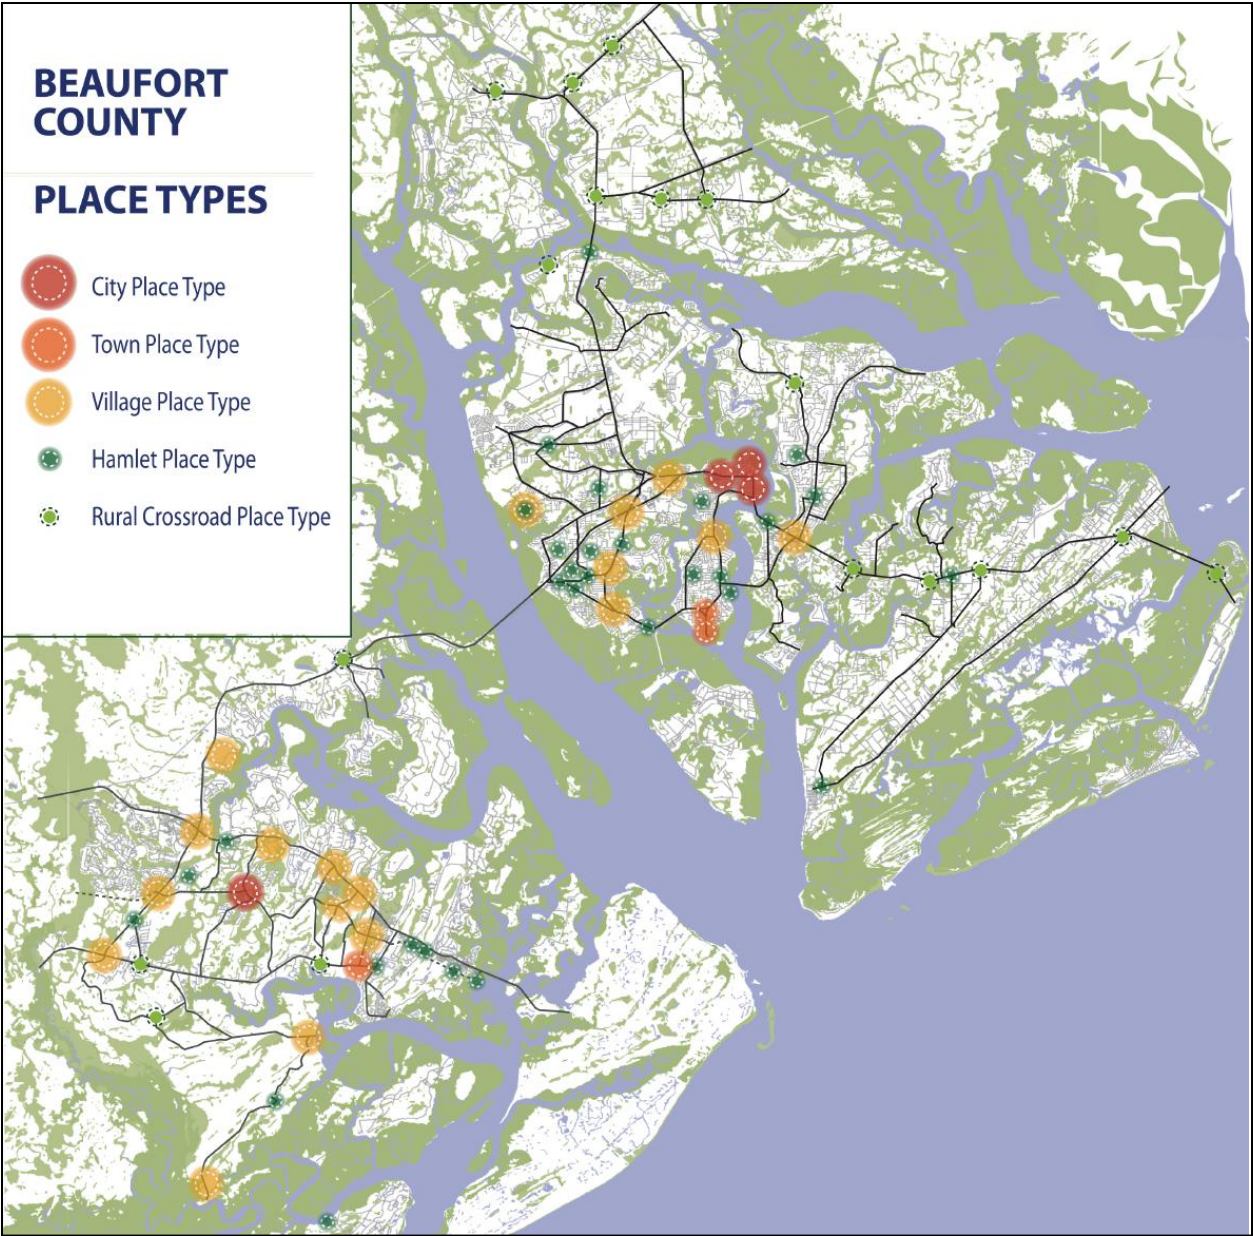 BEAUFORT
COUNTY
PLACE TYPES
City Place Type
Town Place Type
Village Place Type
Hamlet Place Type
Rural Crossroad Place Type